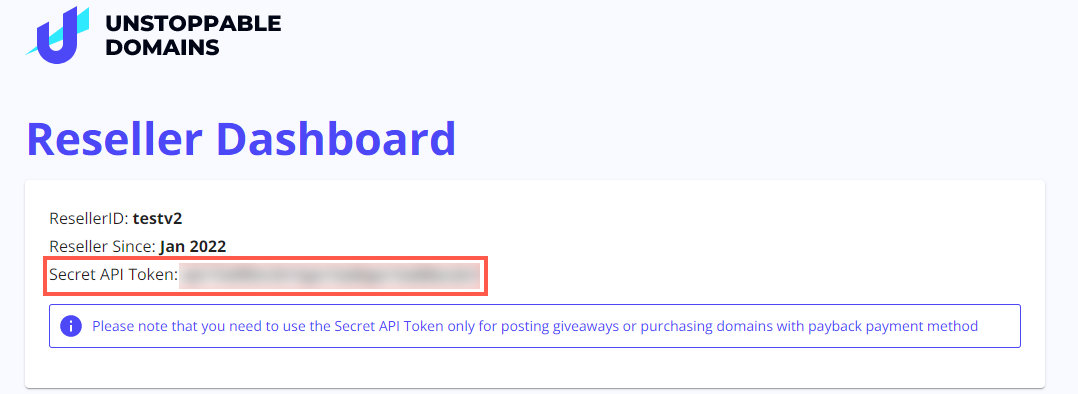 UNSTOPPABLE
DOMAINS
Reseller Dashboard
ResellerID: testv2
Reseller Since: Jan 2022
Secret API Token:
Please note that you need to use the Secret API Token only for posting giveaways or purchasing domains with payback payment method